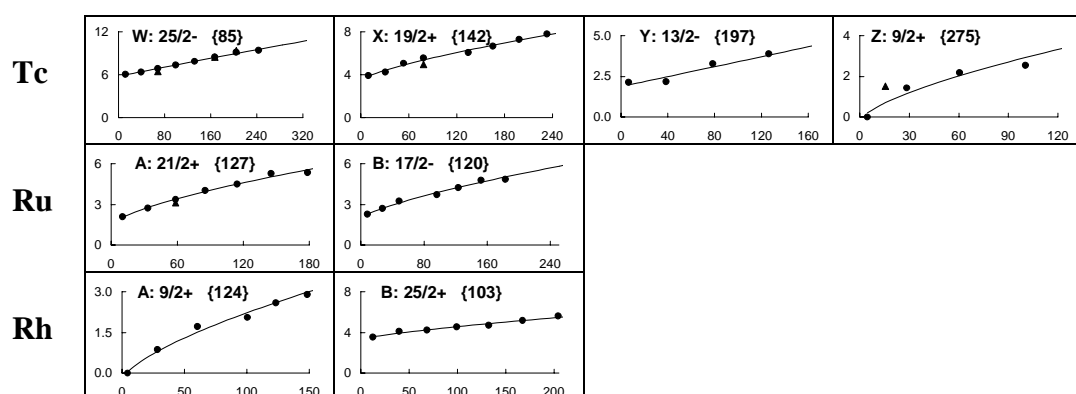 Tc
W: 25/2- {85}
12
6
0
0 80 160 240 320
X: 19/2+ {142}
8
4
0
0 80 160 240
Y: 13/2- {197}
5.0
2.5
0.0
0 40 80 120 160
Z: 9/2+ {275}
4
2
0
0 30 60 90 120
Ru
A: 21/2+ {127}
6
3
0
0 60 120 180
B: 17/2- {120}
6
3
0
0 80 160 240
Rh
A: 9/2+ {124}
3.0
1.5
0.0
0 50 100 150
B: 25/2+ {103}
8
4
0
0 50 100 150 200